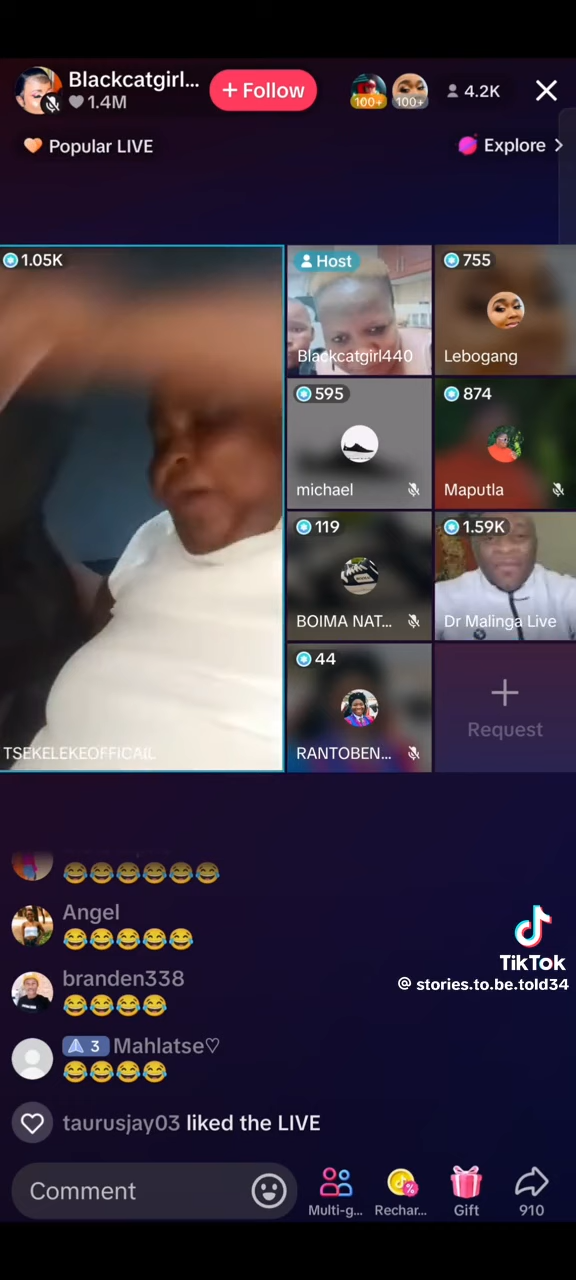 Blackcatgirl...
1.4M
+ Follow
100+
100+
4.2K
Popular LIVE
Explore >
1.05K
TSEKELEKEOFFICAIL
Host
Blackcatgirl440
755
Lebogang
595
michael
874
Maputla
119
BOIMA NAT...
1.59K
Dr Malinga Live
44
RANTOBEN...
+
Request
😂😂😂😂😂😂
Angel
😂😂😂😂😂
branden338
😂😂😂😂
3 Mahlatse♡
😂😂😂😂
taurusjay03 liked the LIVE
TikTok
@ stories.to.be.told34
Comment
Multi-g...
Rechar...
Gift
910